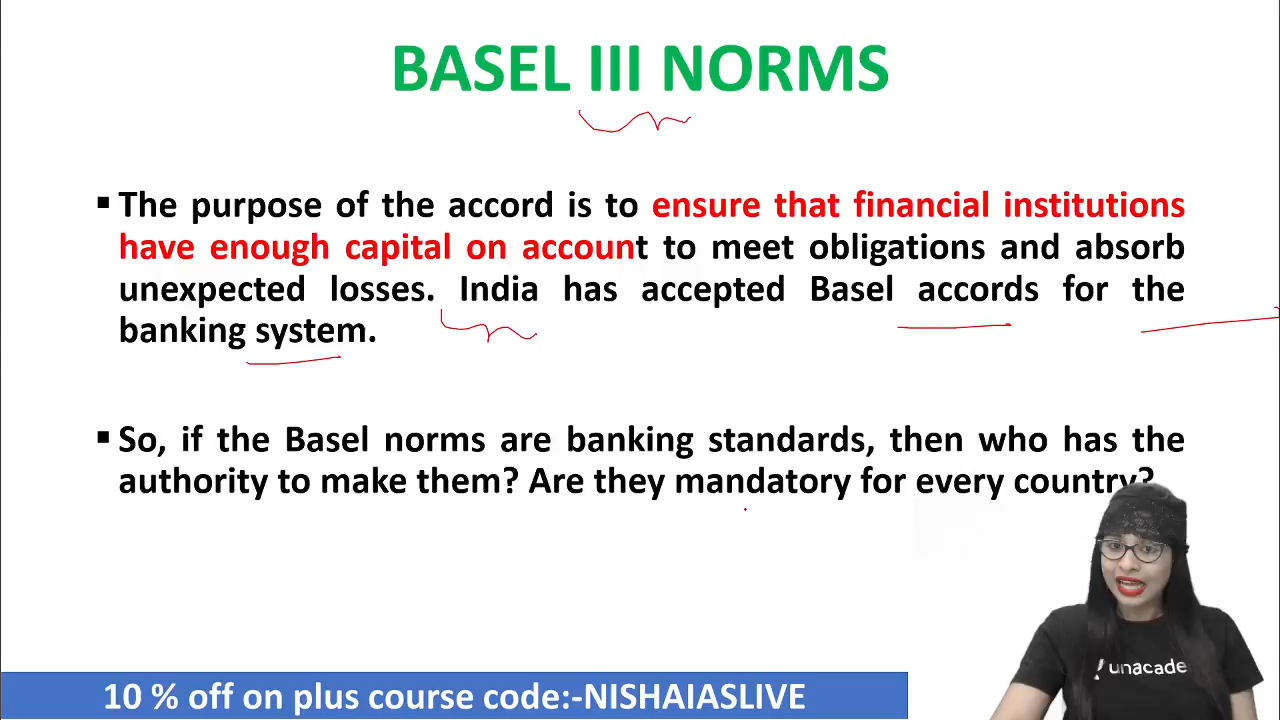 BASEL III NORMS
▪ The purpose of the accord is to ensure that financial institutions
have enough capital on account to meet obligations and absorb
unexpected losses. India has accepted Basel accords for the
banking system.
▪ So, if the Basel norms are banking standards, then who has the
authority to make them? Are they mandatory for every country?
unacade
10 % off on plus course code:-NISHAIASLIVE